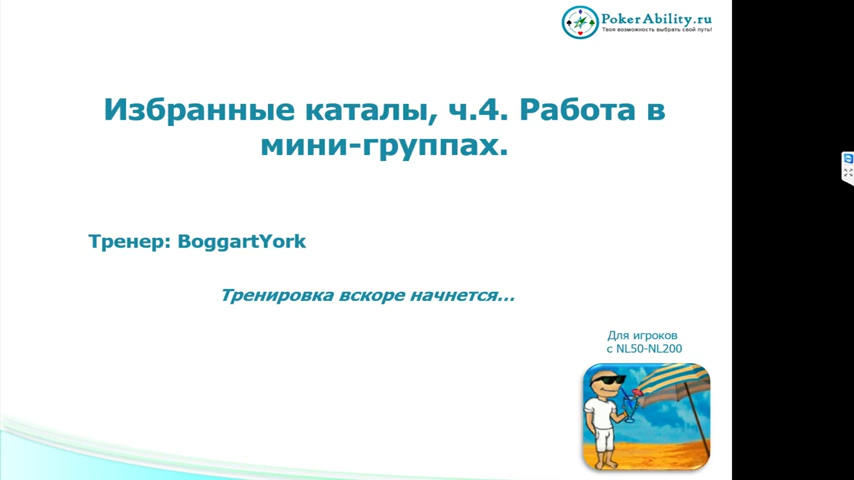 PokerAbility.ru
Твоя возможность выбрать свой путь!
Избранные каталы, ч.4. Работа в
мини-группах.
Тренер: BoggartYork
Тренировка вскоре начнется...
Для игроков
с NL50-NL200